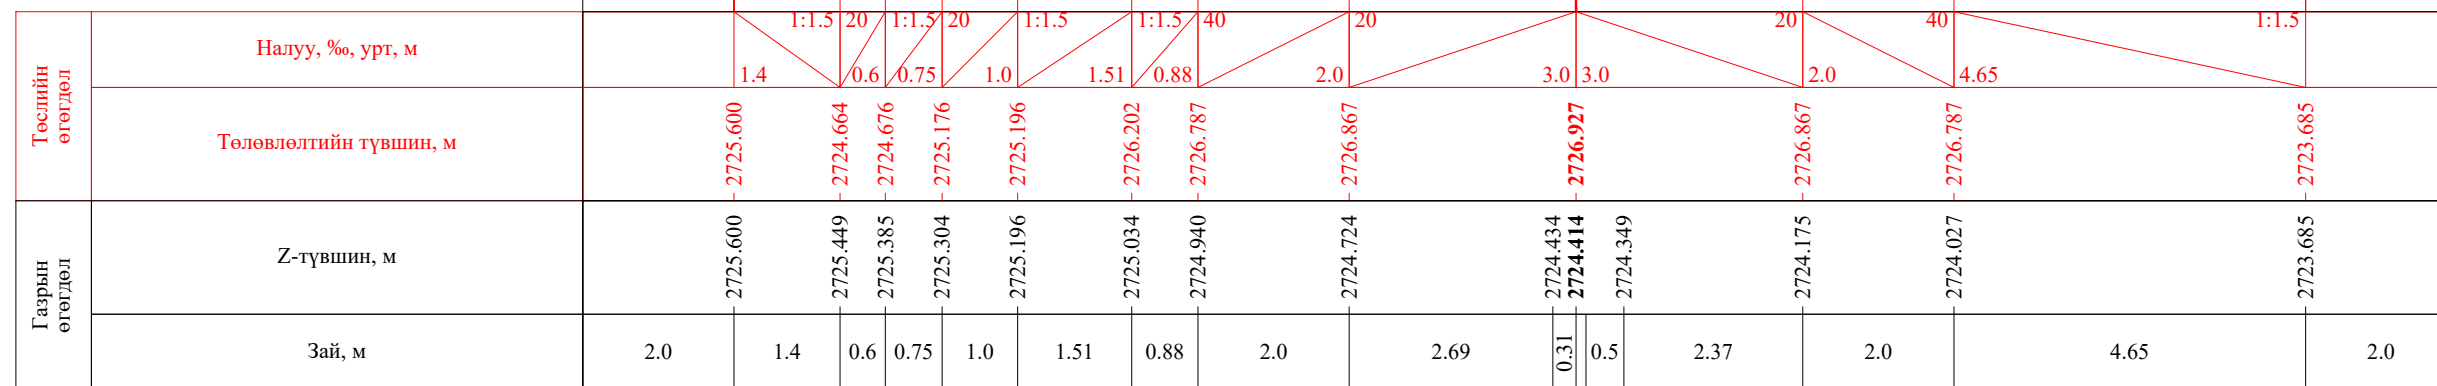 Төслийн өгөгдөл
Налуу, ‰, урт, м
1:1.5 20 1:1.5 20 1:1.5 1:1.5 40 20 20 40 1:1.5
1.4 0.6 0.75 1.0 1.51 0.88 2.0 3.0 3.0 2.0 4.65
Төлөвлөлтийн түвшин, м
2725.600 2724.664 2724.676 2725.176 2725.196 2726.202 2726.787 2726.867 2726.927 2726.867 2726.787 2723.685
Газрын өгөгдөл
Z-түвшин, м
2725.600 2725.449 2725.385 2725.304 2725.196 2725.034 2724.940 2724.724 2724.434 2724.414 2724.349 2724.175 2724.027 2723.685
Зай, м
2.0 1.4 0.6 0.75 1.0 1.51 0.88 2.0 2.69 0.31 0.5 2.37 2.0 4.65 2.0